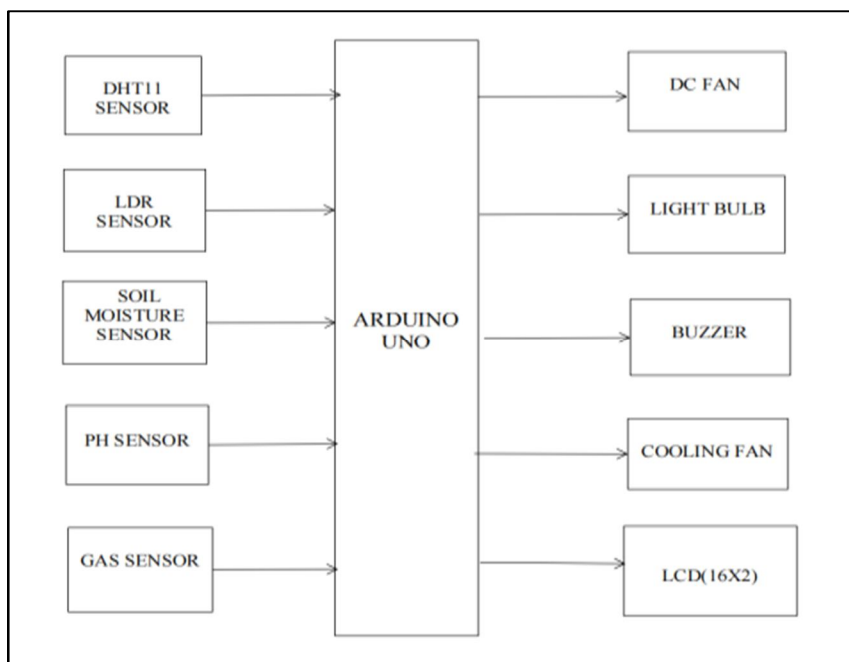 DHT11
SENSOR
LDR
SENSOR
SOIL
MOISTURE
SENSOR
PH SENSOR
GAS SENSOR
ARDUINO
UNO
DC FAN
LIGHT BULB
BUZZER
COOLING FAN
LCD(16X2)